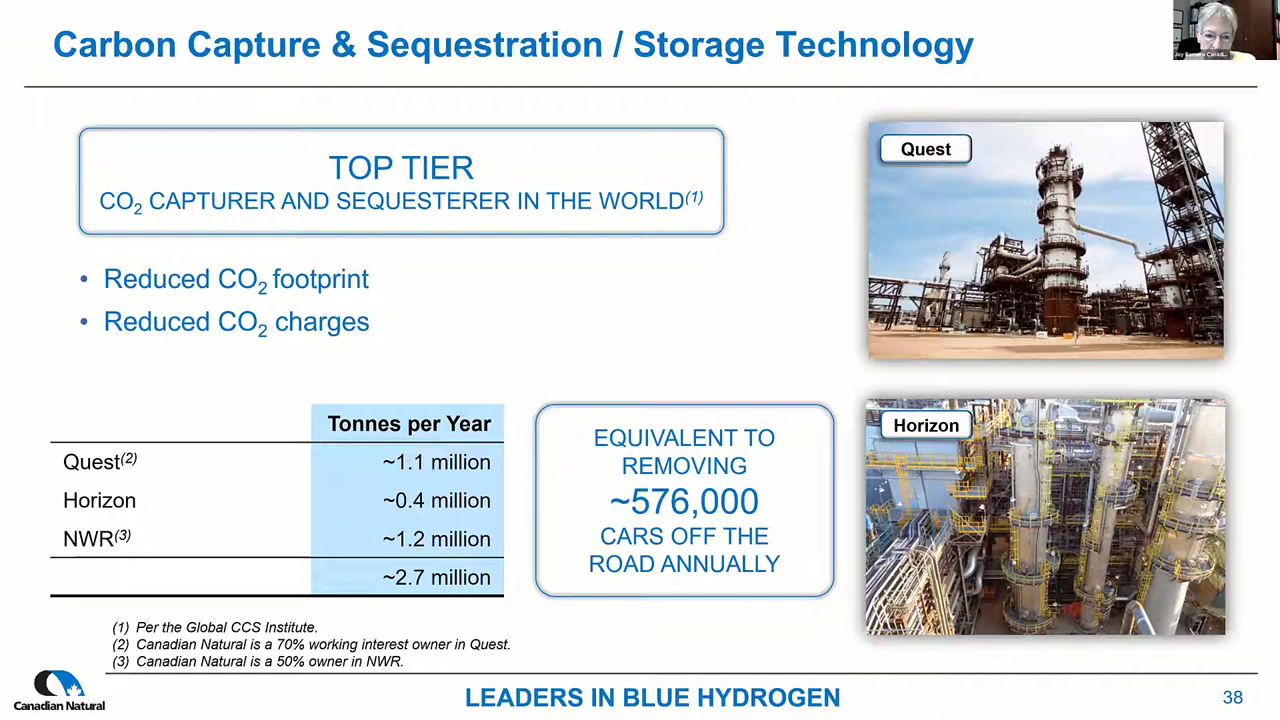 Carbon Capture & Sequestration / Storage Technology
Joy Romero Canadi...
TOP TIER
CO₂ CAPTURER AND SEQUESTERER IN THE WORLD(1)
• Reduced CO₂ footprint
• Reduced CO₂ charges
Quest
Tonnes per Year
Quest(2) ~1.1 million
Horizon ~0.4 million
NWR(3) ~1.2 million
~2.7 million
EQUIVALENT TO
REMOVING
~576,000
CARS OFF THE
ROAD ANNUALLY
Horizon
(1) Per the Global CCS Institute.
(2) Canadian Natural is a 70% working interest owner in Quest.
(3) Canadian Natural is a 50% owner in NWR.
Canadian Natural
LEADERS IN BLUE HYDROGEN
38